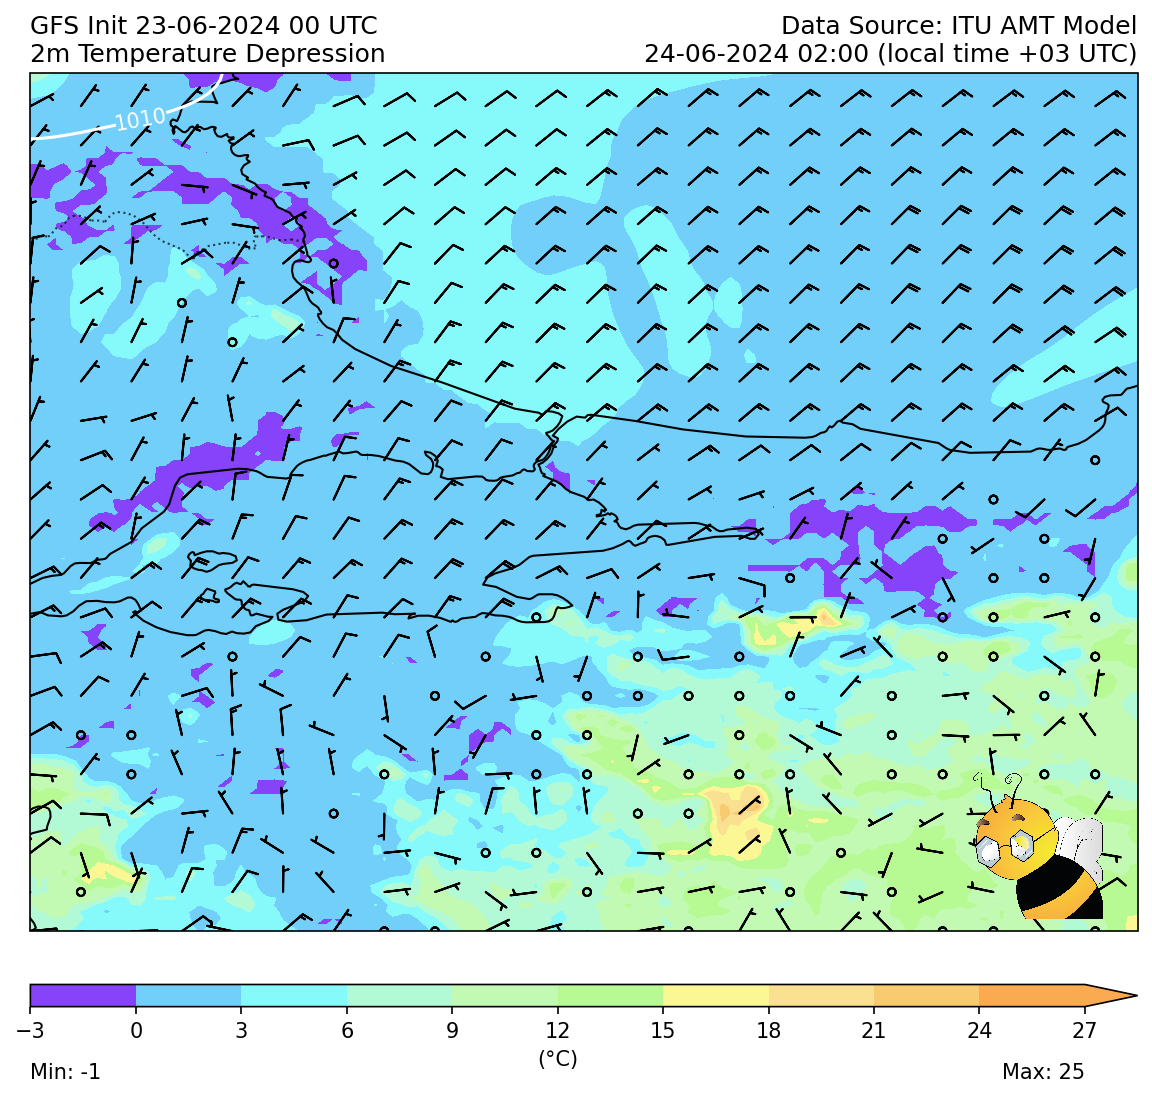 GFS Init 23-06-2024 00 UTC
Data Source: ITU AMT Model
2m Temperature Depression
24-06-2024 02:00 (local time +03 UTC)
1010
−3 0 3 6 9 12 15 18 21 24 27
(°C)
Min: -1
Max: 25